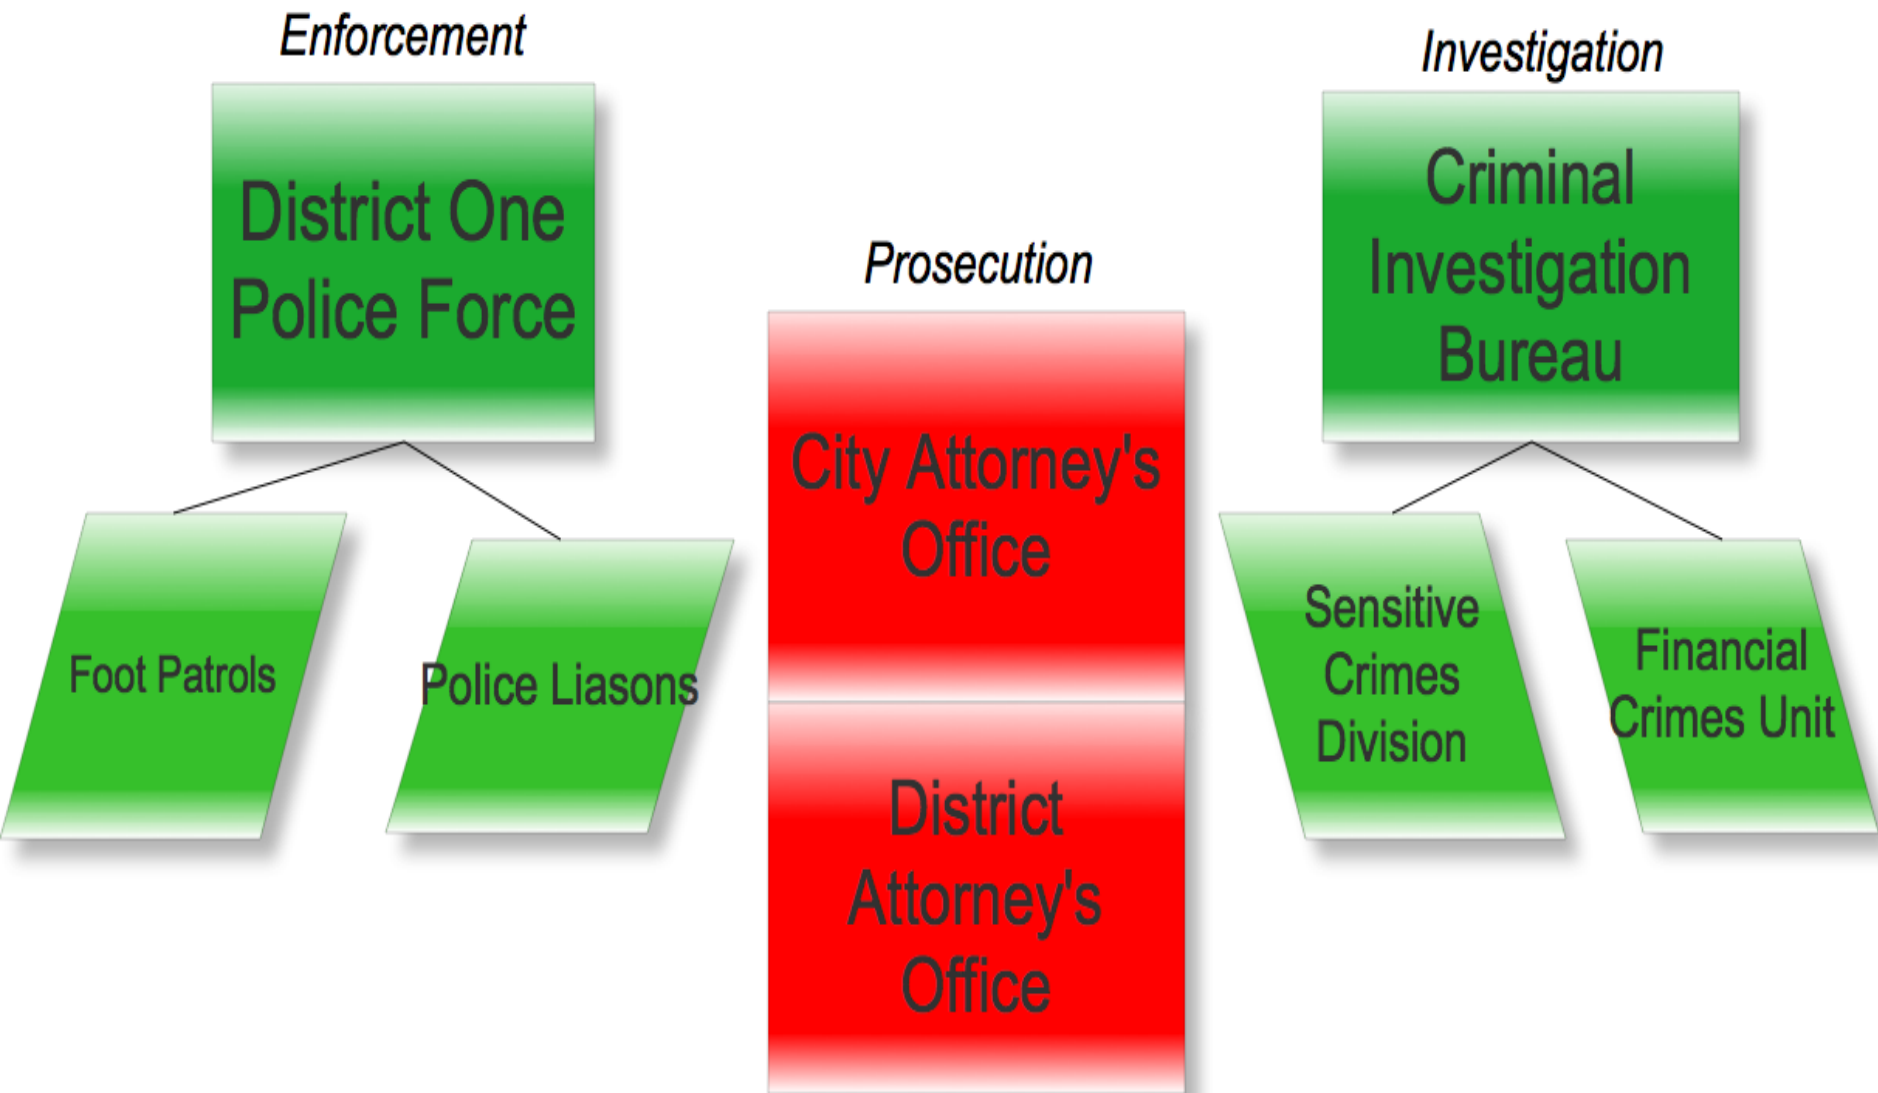 Enforcement
District One
Police Force
Foot Patrols
Police Liasons
Prosecution
City Attorney's
Office
District
Attorney's
Office
Investigation
Criminal
Investigation
Bureau
Sensitive
Crimes
Division
Financial
Crimes Unit